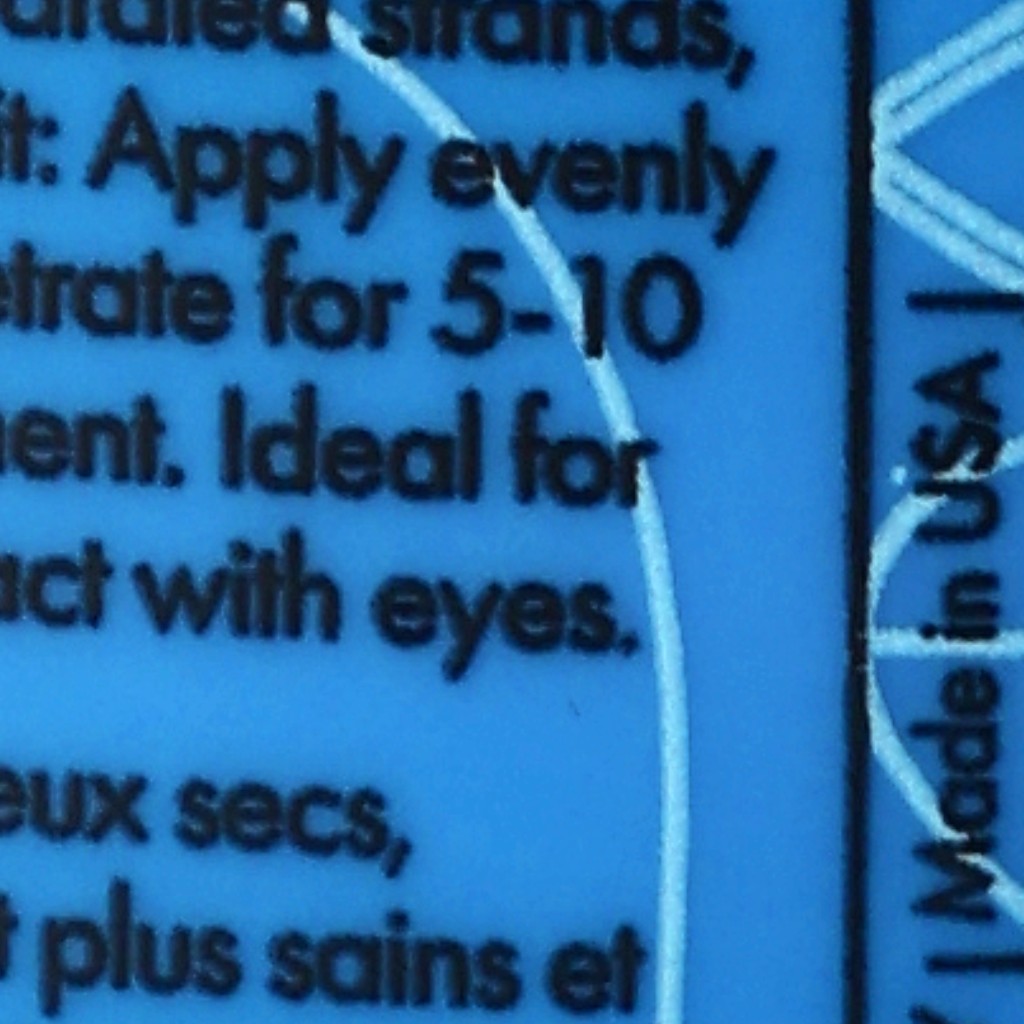 strands,
Apply evenly
for 5-10
Ideal for
with eyes.
secs,
plus sains et
| Made in USA |